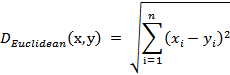 D_Euclidean(x,y) = √(∑_{i=1}^{n} (x_i − y_i)²)